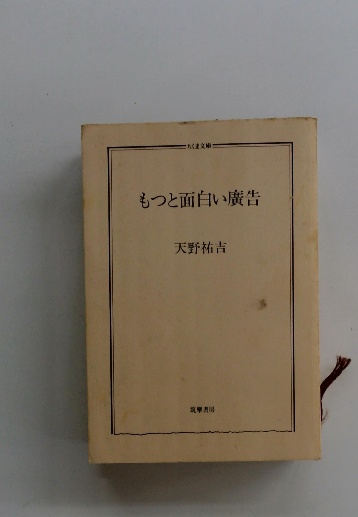 ちくま文庫
もつと面白い廣告
天野祐吉
筑摩書房